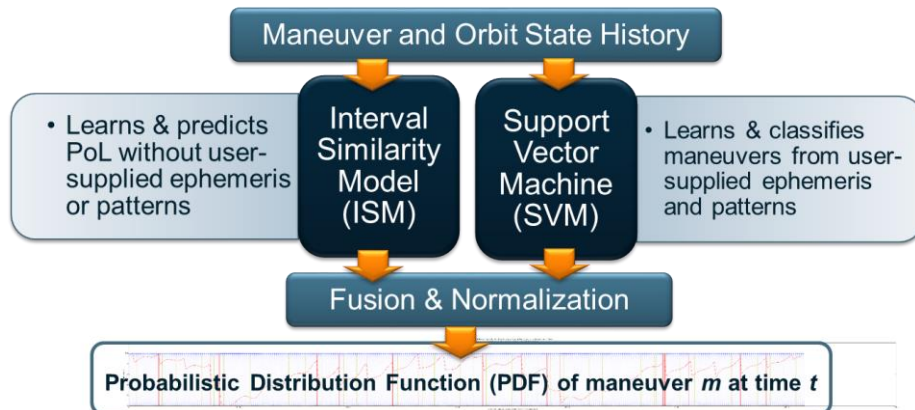 Maneuver and Orbit State History
• Learns & predicts
PoL without user-
supplied ephemeris
or patterns
Interval
Similarity
Model
(ISM)
Support
Vector
Machine
(SVM)
• Learns & classifies
maneuvers from user-
supplied ephemeris
and patterns
Fusion & Normalization
Probabilistic Distribution Function (PDF) of maneuver m at time t